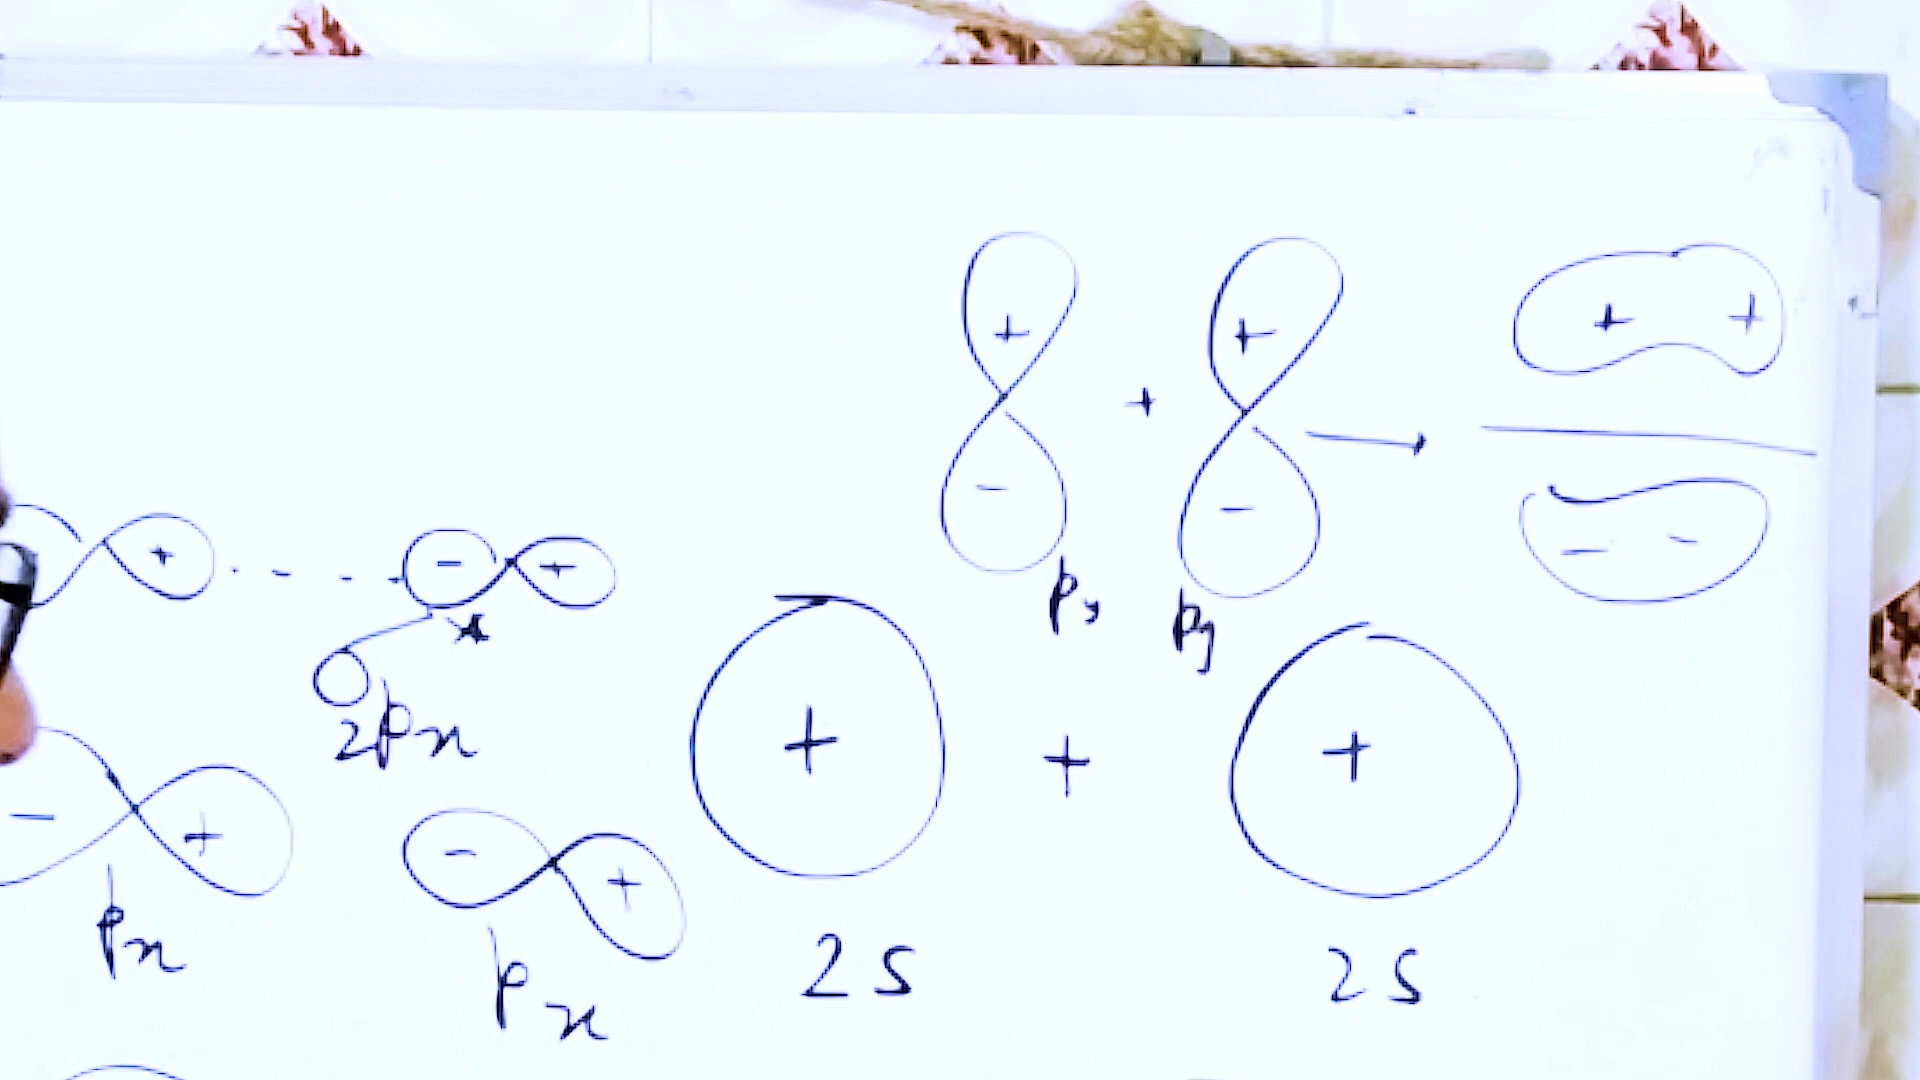 + + + +
+
- - - -
+ - +
Py Py
2Px
+ + +
- + - +
Px Px 2S 2S